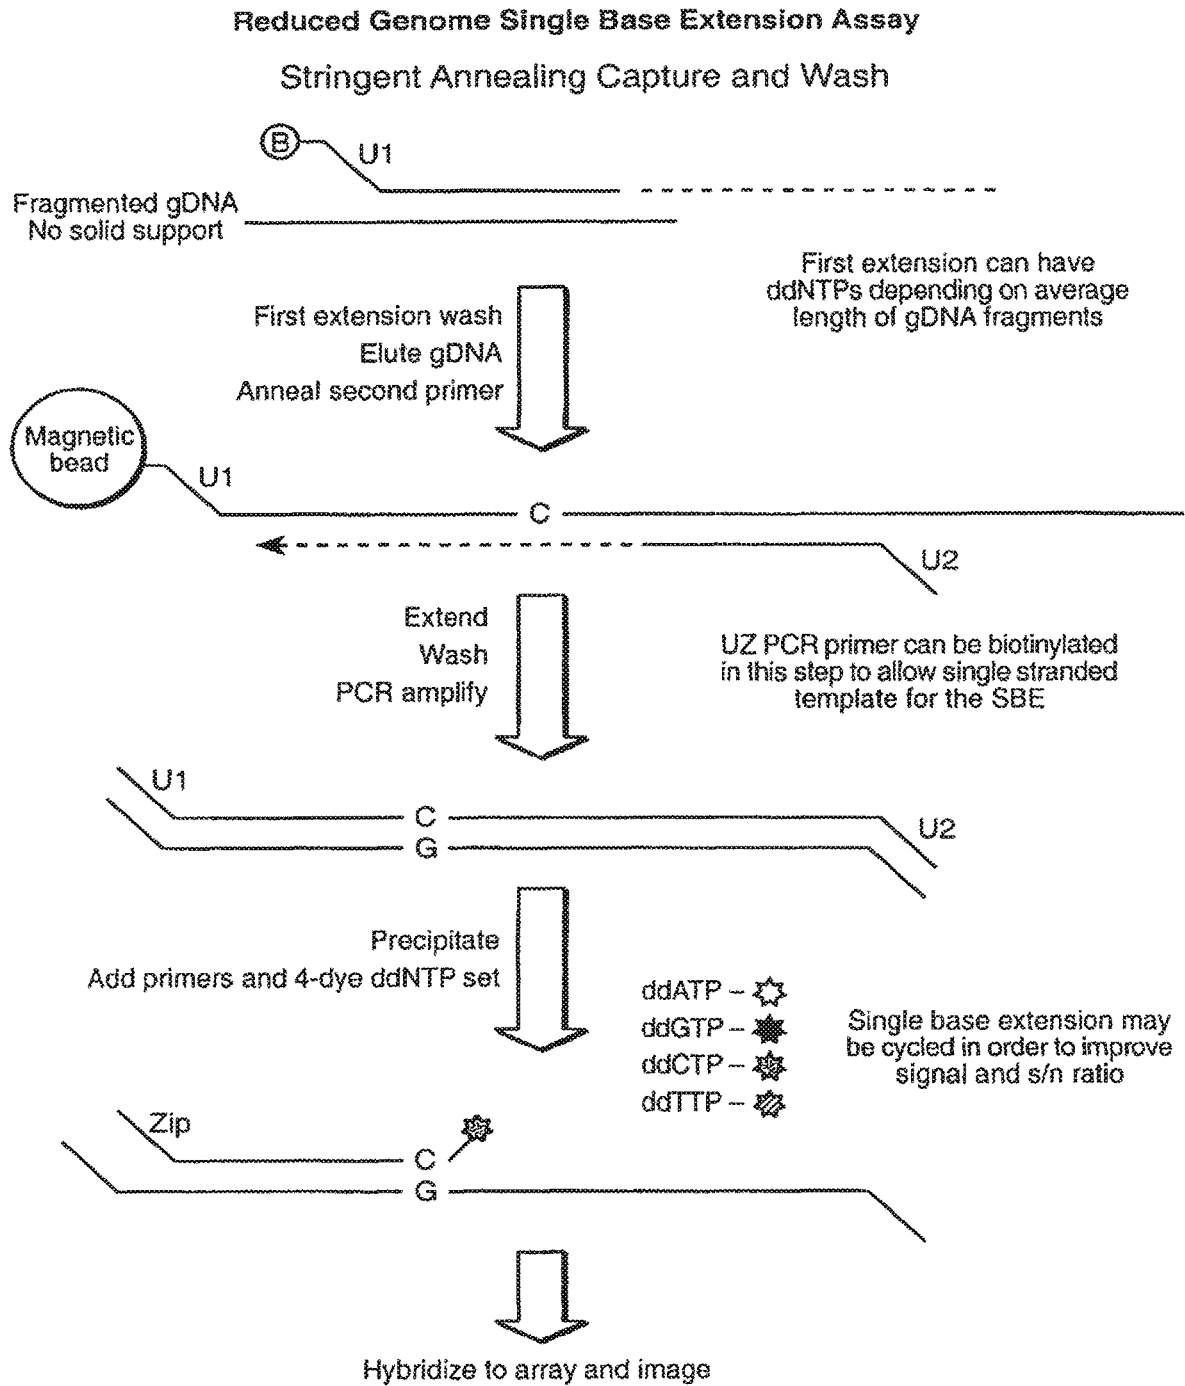 Reduced Genome Single Base Extension Assay
Stringent Annealing Capture and Wash
B
U1
Fragmented gDNA
No solid support
First extension can have
ddNTPs depending on average
length of gDNA fragments
First extension wash
Elute gDNA
Anneal second primer
Magnetic
bead
U1
C
U2
Extend
Wash
PCR amplify
UZ PCR primer can be biotinylated
in this step to allow single stranded
template for the SBE
U1
C
G
U2
Precipitate
Add primers and 4-dye ddNTP set
ddATP –
ddGTP –
ddCTP –
ddTTP –
Single base extension may
be cycled in order to improve
signal and s/n ratio
Zip
C
G
Hybridize to array and image